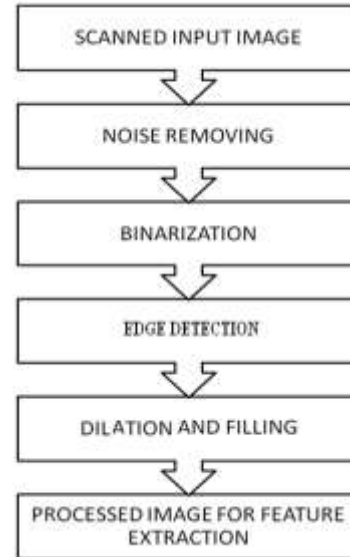 SCANNED INPUT IMAGE
NOISE REMOVING
BINARIZATION
EDGE DETECTION
DILATION AND FILLING
PROCESSED IMAGE FOR FEATURE
EXTRACTION